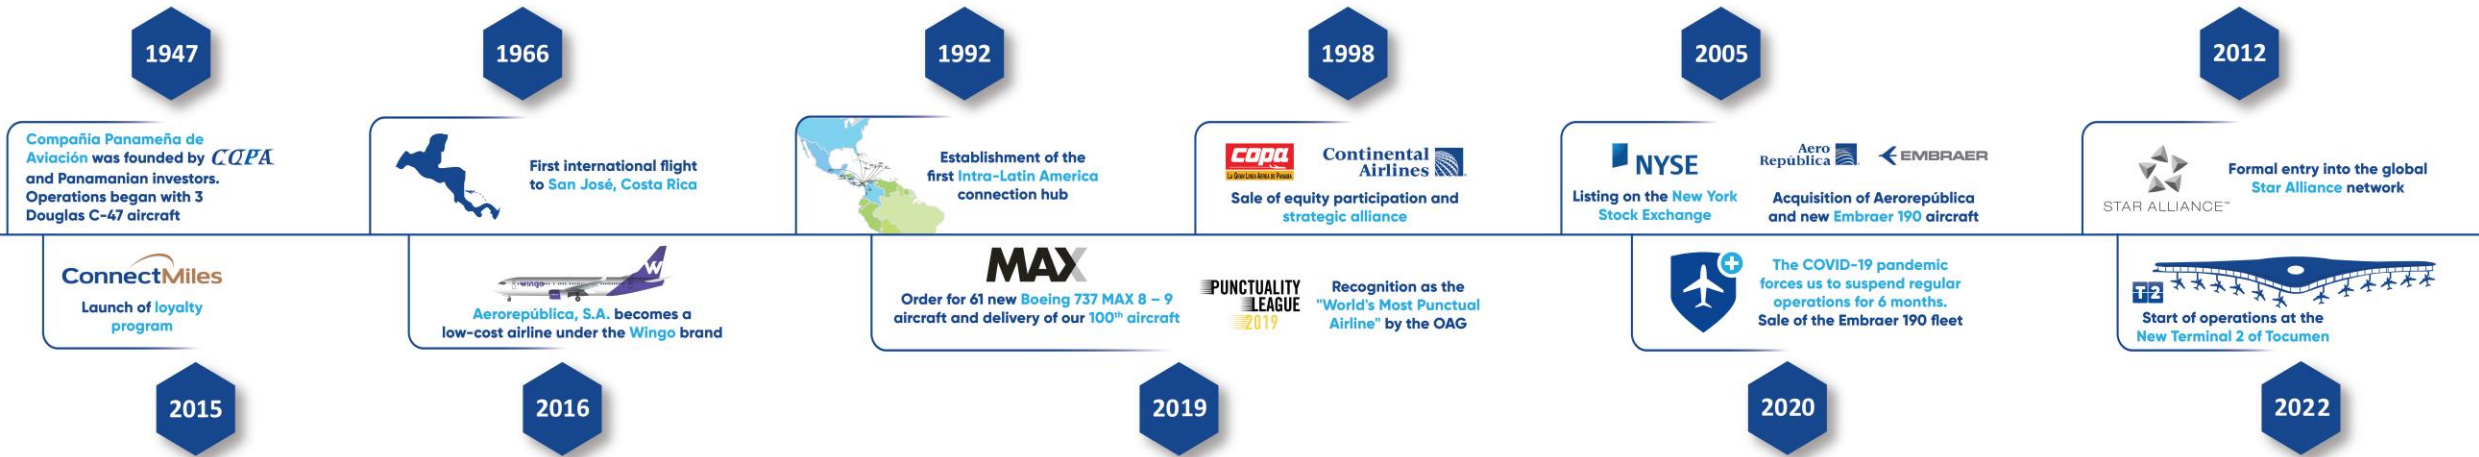 1947
1966
1992
1998
2005
2012
Compañía Panameña de
Aviación was founded by COPA
and Panamanian investors.
Operations began with 3
Douglas C-47 aircraft
First international flight
to San José, Costa Rica
Establishment of the
first Intra-Latin America
connection hub
copa
La Gran Linea Aerea de Panama
Continental
Airlines
Sale of equity participation and
strategic alliance
NYSE
Listing on the New York
Stock Exchange
Aero
República
EMBRAER
Acquisition of Aerorepública
and new Embraer 190 aircraft
STAR ALLIANCE™
Formal entry into the global
Star Alliance network
ConnectMiles
Launch of loyalty
program
wingo
W
Aerorepública, S.A. becomes a
low-cost airline under the Wingo brand
MAX
Order for 61 new Boeing 737 MAX 8 – 9
aircraft and delivery of our 100th aircraft
PUNCTUALITY
LEAGUE
2019
Recognition as the
"World's Most Punctual
Airline" by the OAG
The COVID-19 pandemic
forces us to suspend regular
operations for 6 months.
Sale of the Embraer 190 fleet
T2
Start of operations at the
New Terminal 2 of Tocumen
2015
2016
2019
2020
2022